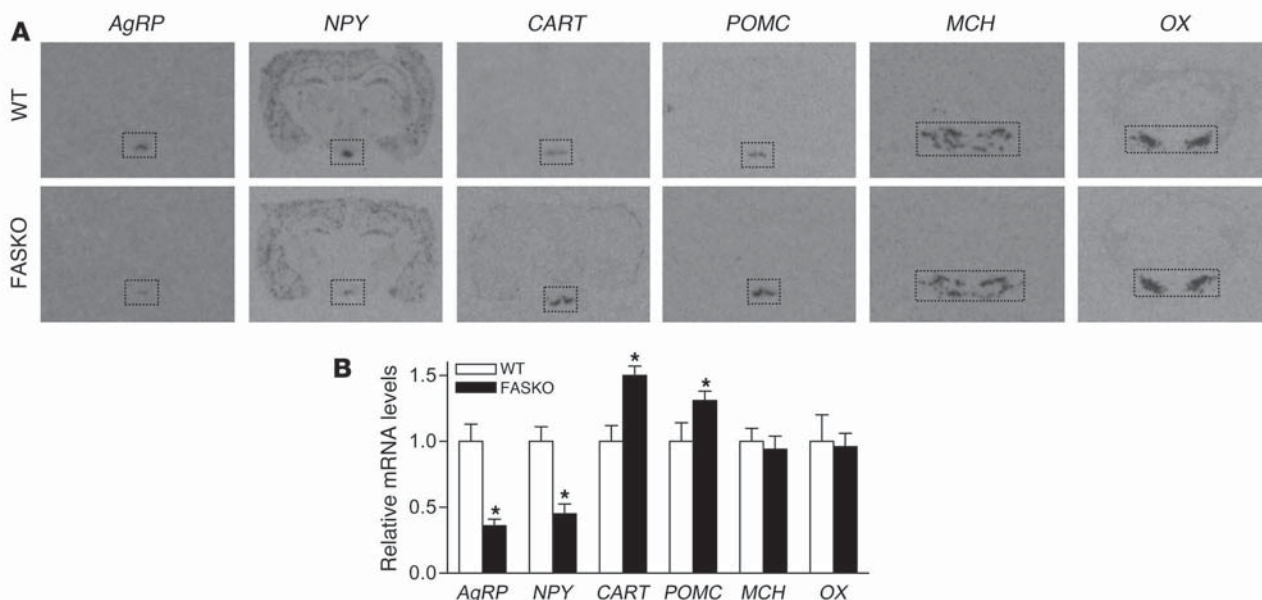 A
AgRP NPY CART POMC MCH OX
WT
FASKO
B
Relative mRNA levels
WT
FASKO
1.5
1.0
0.5
0.0
* * * *
AgRP NPY CART POMC MCH OX